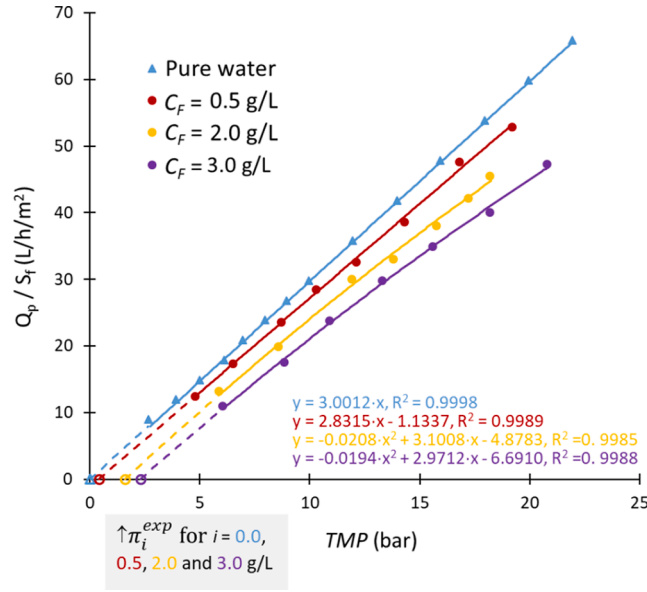 70
60
50
40
30
20
10
0
Q_p / S_f (L/h/m²)
Pure water
C_F = 0.5 g/L
C_F = 2.0 g/L
C_F = 3.0 g/L
y = 3.0012·x, R² = 0.9998
y = 2.8315·x - 1.1337, R² = 0.9989
y = -0.0208·x² + 3.1008·x - 4.8783, R² =0. 9985
y = -0.0194·x² + 2.9712·x - 6.6910, R² =0. 9988
0 5 10 15 20 25
TMP (bar)
↑π_i^exp for i = 0.0,
0.5, 2.0 and 3.0 g/L